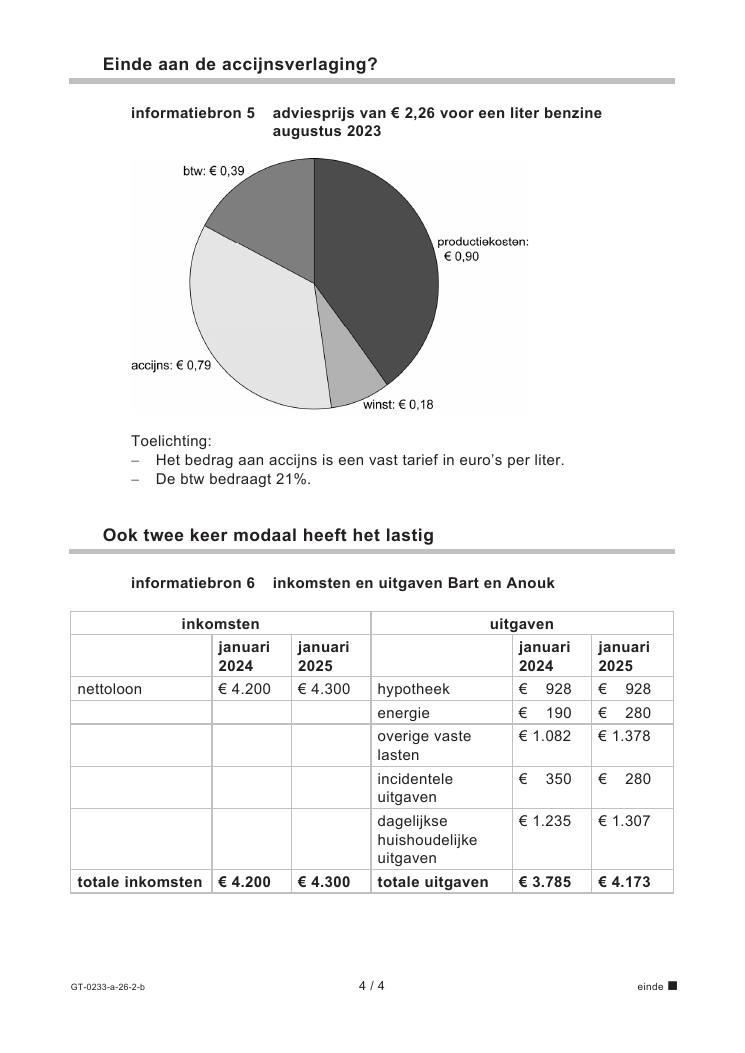 Einde aan de accijnsverlaging?
informatiebron 5 adviesprijs van € 2,26 voor een liter benzine
augustus 2023
btw: € 0,39
productiekosten:
€ 0,90
accijns: € 0,79
winst: € 0,18
Toelichting:
– Het bedrag aan accijns is een vast tarief in euro’s per liter.
– De btw bedraagt 21%.
Ook twee keer modaal heeft het lastig
informatiebron 6 inkomsten en uitgaven Bart en Anouk
inkomsten uitgaven
januari januari januari januari
2024 2025 2024 2025
nettoloon € 4.200 € 4.300 hypotheek € 928 € 928
energie € 190 € 280
overige vaste € 1.082 € 1.378
lasten
incidentele € 350 € 280
uitgaven
dagelijkse € 1.235 € 1.307
huishoudelijke
uitgaven
totale inkomsten € 4.200 € 4.300 totale uitgaven € 3.785 € 4.173
GT-0233-a-26-2-b 4 / 4 einde